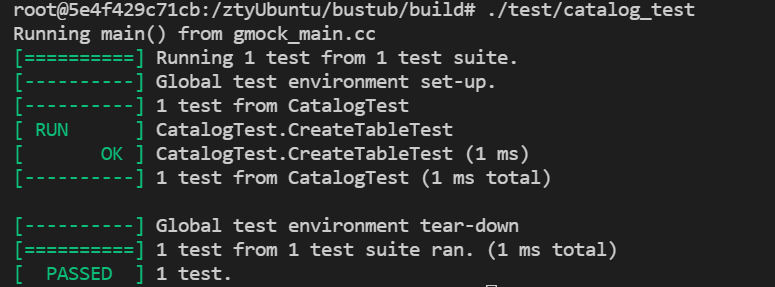 root@5e4f429c71cb:/ztyUbuntu/bustub/build# ./test/catalog_test
Running main() from gmock_main.cc
[==========] Running 1 test from 1 test suite.
[----------] Global test environment set-up.
[----------] 1 test from CatalogTest
[ RUN      ] CatalogTest.CreateTableTest
[       OK ] CatalogTest.CreateTableTest (1 ms)
[----------] 1 test from CatalogTest (1 ms total)

[----------] Global test environment tear-down
[==========] 1 test from 1 test suite ran. (1 ms total)
[  PASSED  ] 1 test.